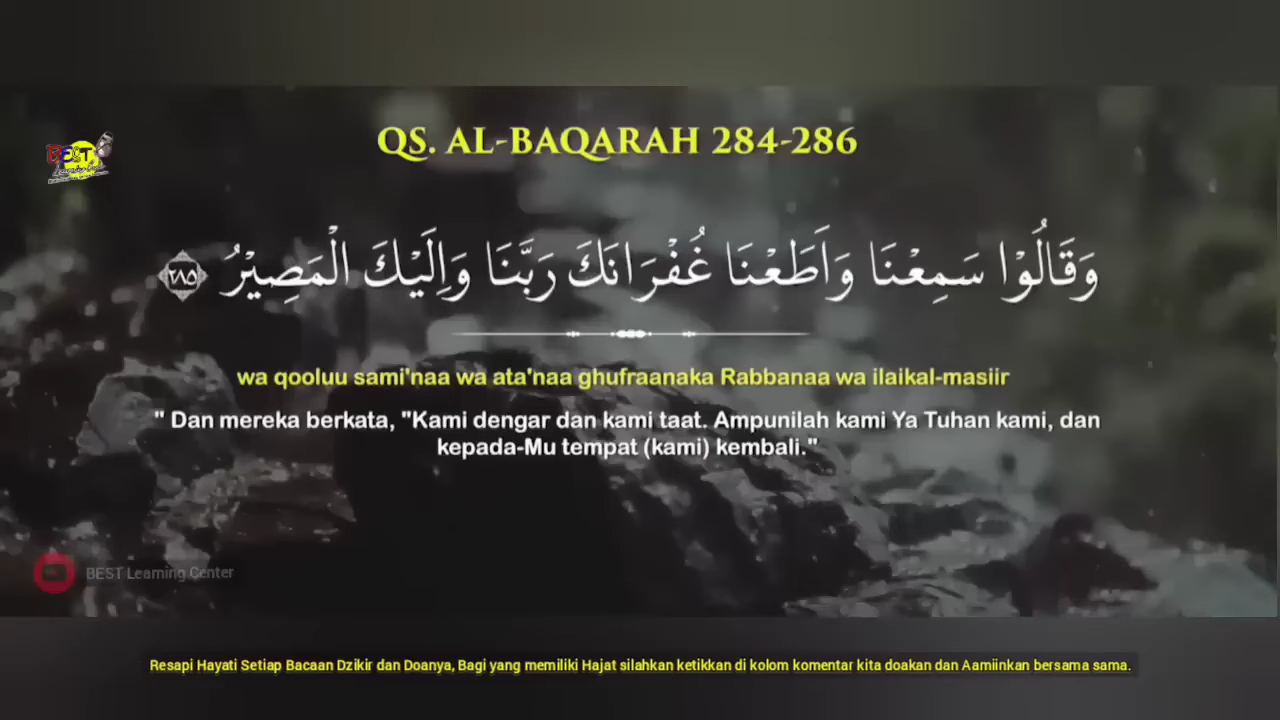 QS. AL-BAQARAH 284-286
BEST
وَقَالُوْا سَمِعْنَا وَاَطَعْنَا غُفْرَانَكَ رَبَّنَا وَاِلَيْكَ الْمَصِيْرُ ٢٨٥
wa qooluu sami'naa wa ata'naa ghufraanaka Rabbanaa wa ilaikal-masiir
" Dan mereka berkata, "Kami dengar dan kami taat. Ampunilah kami Ya Tuhan kami, dan
kepada-Mu tempat (kami) kembali."
BEST Learning Center
Resapi Hayati Setiap Bacaan Dzikir dan Doanya, Bagi yang memiliki Hajat silahkan ketikkan di kolom komentar kita doakan dan Aamiinkan bersama sama.